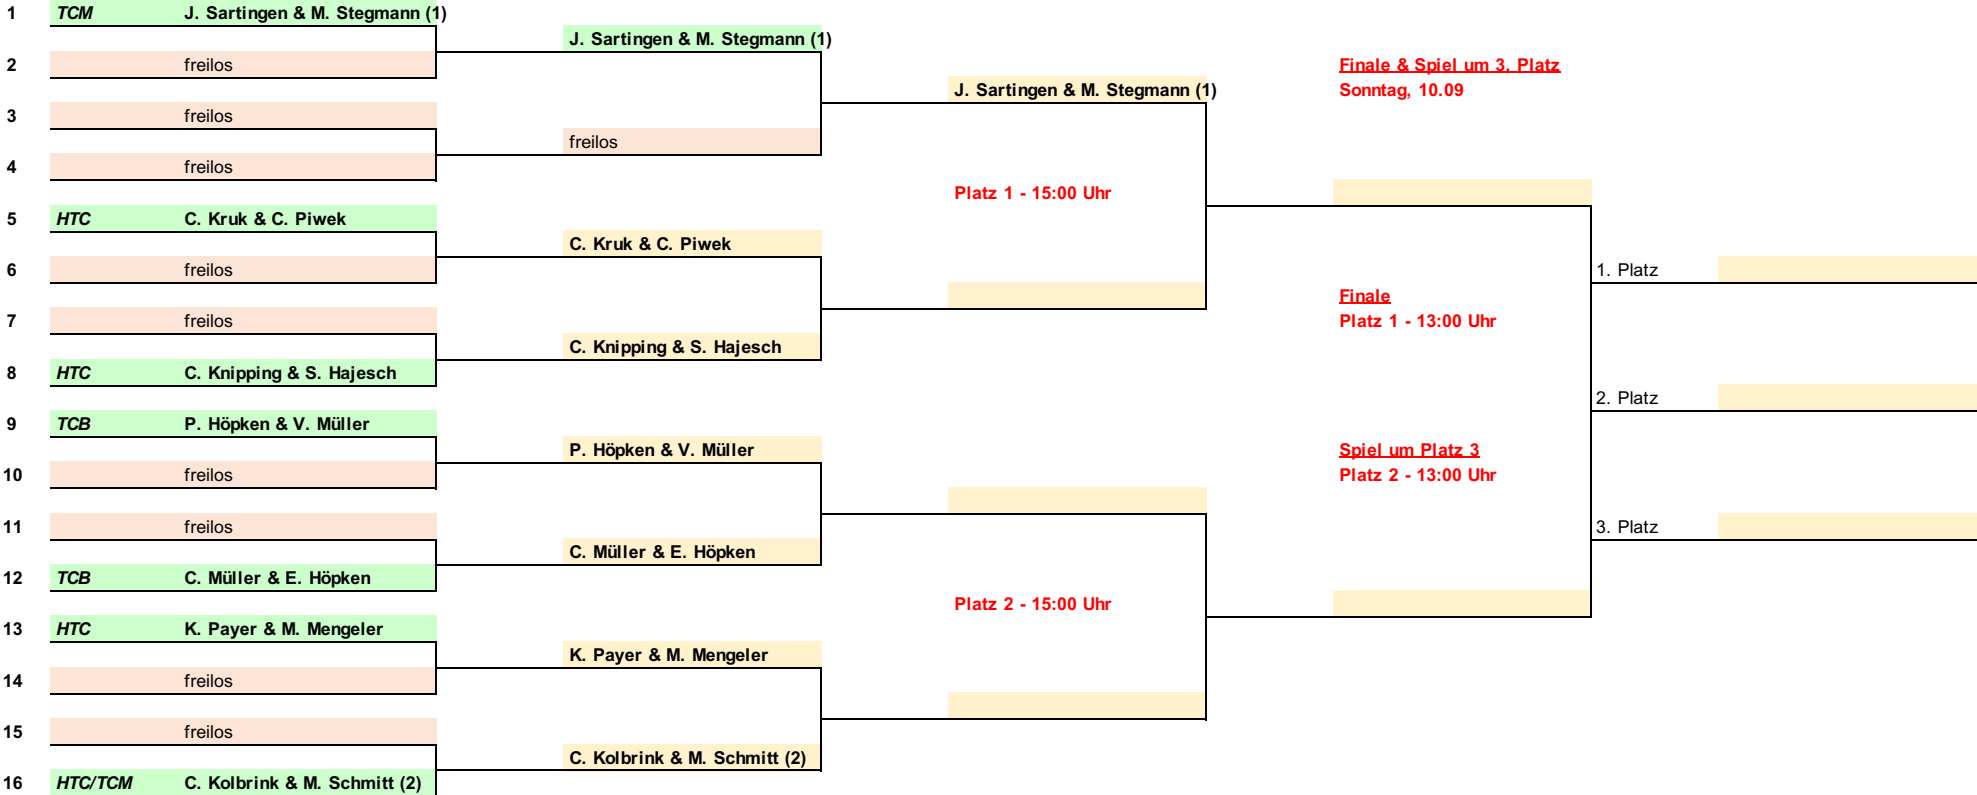 1 TCM J. Sartingen & M. Stegmann (1)
J. Sartingen & M. Stegmann (1)
2 freilos
Finale & Spiel um 3. Platz
J. Sartingen & M. Stegmann (1)
Sonntag, 10.09
3 freilos
freilos
4 freilos
Platz 1 - 15:00 Uhr
5 HTC C. Kruk & C. Piwek
C. Kruk & C. Piwek
6 freilos
1. Platz
Finale
7 freilos
Platz 1 - 13:00 Uhr
C. Knipping & S. Hajesch
8 HTC C. Knipping & S. Hajesch
2. Platz
9 TCB P. Höpken & V. Müller
P. Höpken & V. Müller
Spiel um Platz 3
10 freilos
Platz 2 - 13:00 Uhr
11 freilos
3. Platz
C. Müller & E. Höpken
12 TCB C. Müller & E. Höpken
Platz 2 - 15:00 Uhr
13 HTC K. Payer & M. Mengeler
K. Payer & M. Mengeler
14 freilos
15 freilos
C. Kolbrink & M. Schmitt (2)
16 HTC/TCM C. Kolbrink & M. Schmitt (2)